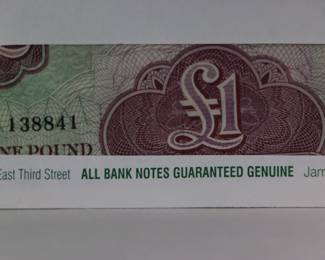 £1
138841
NE POUND
East Third Street ALL BANK NOTES GUARANTEED GENUINE Jam